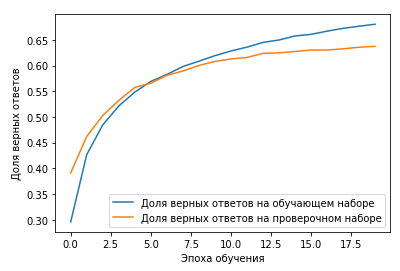 0.65
0.60
0.55
0.50
0.45
0.40
0.35
0.30
Доля верных ответов
Доля верных ответов на обучающем наборе
Доля верных ответов на проверочном наборе
0.0 2.5 5.0 7.5 10.0 12.5 15.0 17.5
Эпоха обучения